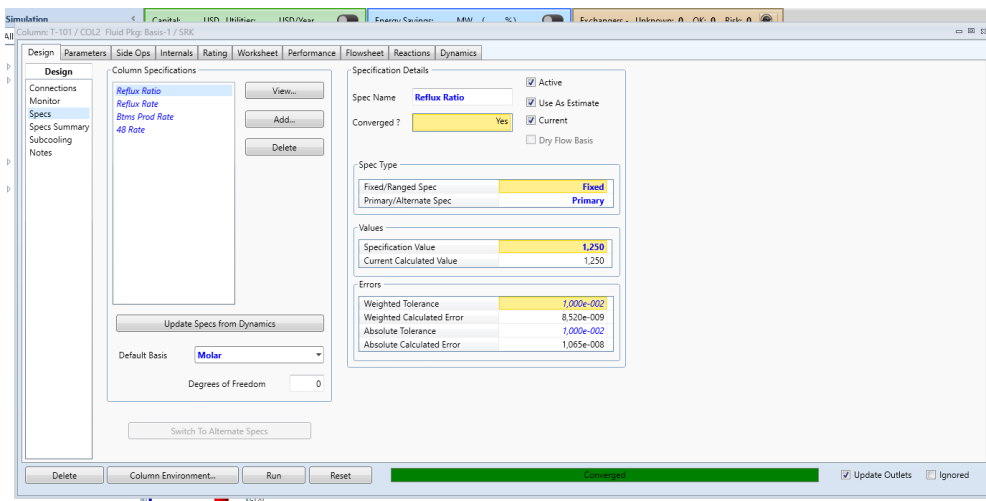 Simulation
Capital: USD Utilities: USD/Year
Energy Savings: MW ( %)
Exchangers - Unknown: 0 OK: 0 Risk: 0
All
Column: T-101 / COL2 Fluid Pkg: Basis-1 / SRK
Design Parameters Side Ops Internals Rating Worksheet Performance Flowsheet Reactions Dynamics
Design
Connections
Monitor
Specs
Specs Summary
Subcooling
Notes
Column Specifications
Reflux Ratio
Reflux Rate
Btms Prod Rate
48 Rate
View...
Add...
Delete
Update Specs from Dynamics
Default Basis Molar
Degrees of Freedom 0
Switch To Alternate Specs
Specification Details
Spec Name Reflux Ratio
Converged ? Yes
Active
Use As Estimate
Current
Dry Flow Basis
Spec Type
Fixed/Ranged Spec Fixed
Primary/Alternate Spec Primary
Values
Specification Value 1,250
Current Calculated Value 1,250
Errors
Weighted Tolerance 1,000e-002
Weighted Calculated Error 8,520e-009
Absolute Tolerance 1,000e-002
Absolute Calculated Error 1,065e-008
Delete Column Environment... Run Reset Converged Update Outlets Ignored